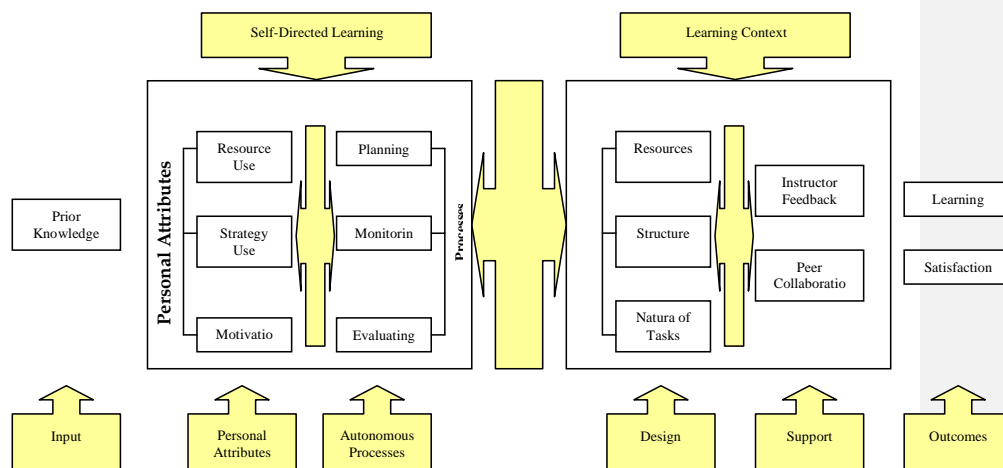 Self-Directed Learning
Learning Context
Personal Attributes
Resource
Use
Strategy
Use
Motivatio
Planning
Monitorin
Evaluating
Processes
Resources
Structure
Natura of
Tasks
Instructor
Feedback
Peer
Collaboratio
Prior
Knowledge
Learning
Satisfaction
Input
Personal
Attributes
Autonomous
Processes
Design
Support
Outcomes